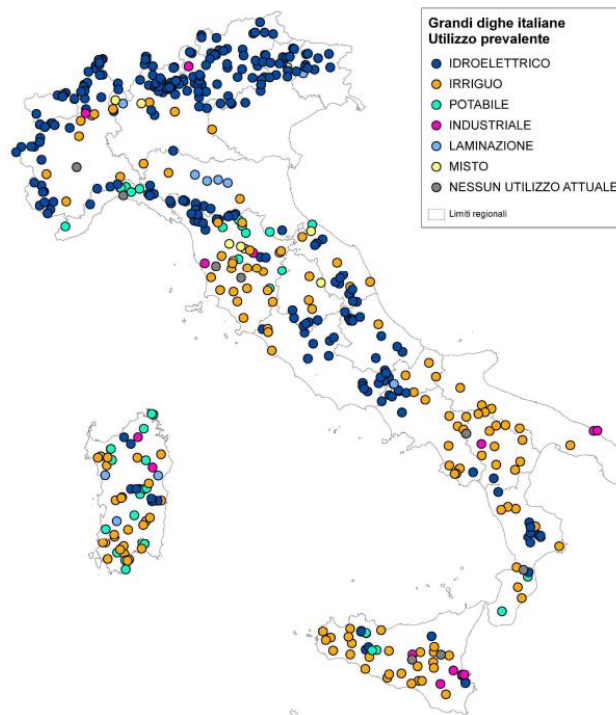 Grandi dighe italiane
Utilizzo prevalente
IDROELETTRICO
IRRIGUO
POTABILE
INDUSTRIALE
LAMINAZIONE
MISTO
NESSUN UTILIZZO ATTUALE
Limiti regionali